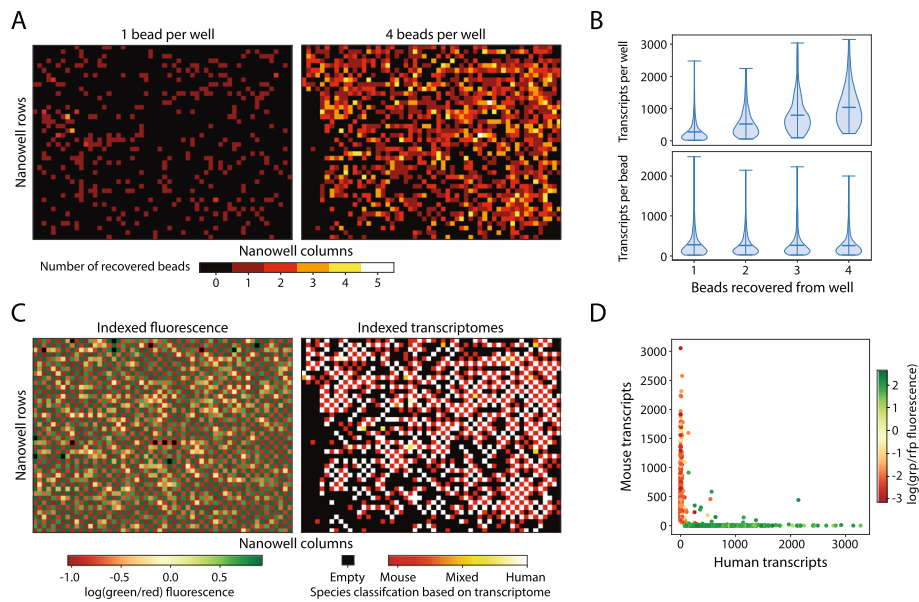 A
1 bead per well
4 beads per well
Nanowell rows
Nanowell columns
Number of recovered beads
0 1 2 3 4 5
B
Transcripts per well
3000
2000
1000
0
Transcripts per bead
2000
1000
0
1 2 3 4
Beads recovered from well
C
Indexed fluorescence
Indexed transcriptomes
Nanowell rows
Nanowell columns
-1.0 -0.5 0.0 0.5
log(green/red) fluorescence
Empty Mouse Mixed Human
Species classifcation based on transcriptome
D
Mouse transcripts
3000
2500
2000
1500
1000
500
0
0 1000 2000 3000
Human transcripts
2
1
0
-1
-2
-3
log(grp/rfp fluorescence)